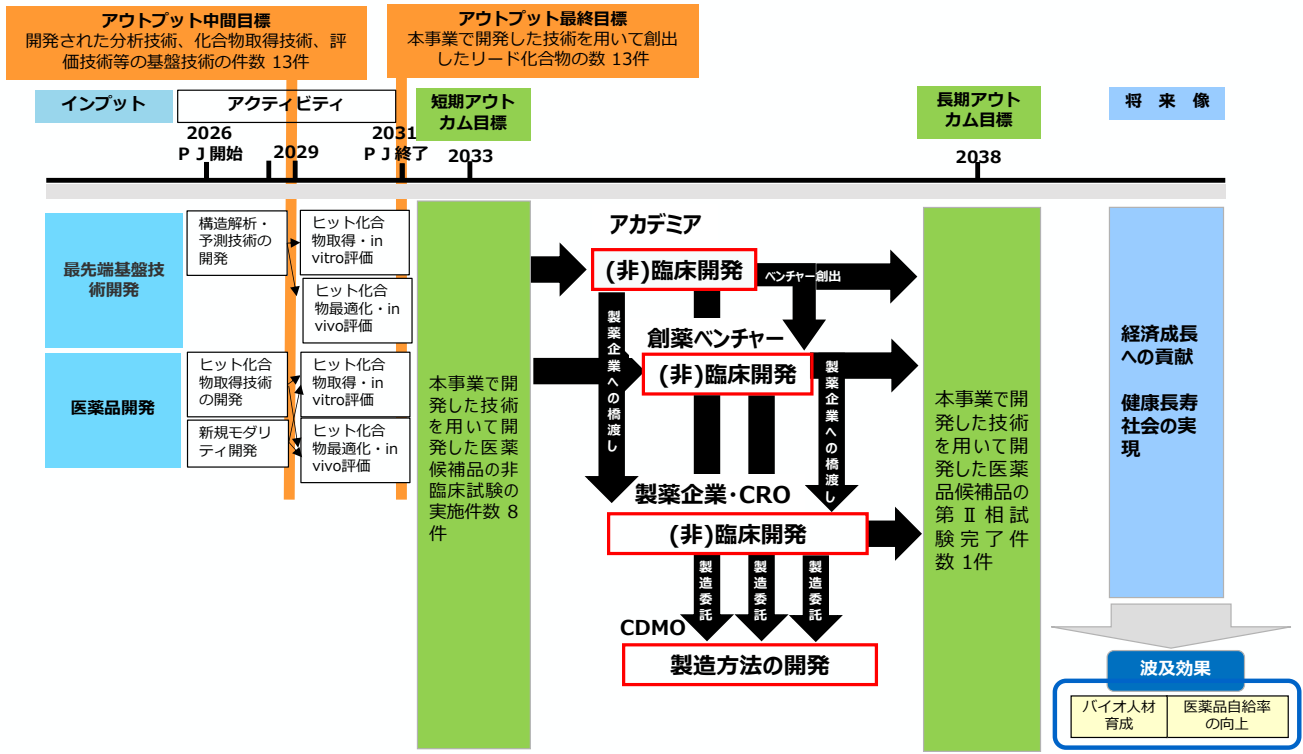 アウトプット中間目標
開発された分析技術、化合物取得技術、評
価技術等の基盤技術の件数 13件
アウトプット最終目標
本事業で開発した技術を用いて創出
したリード化合物の数 13件
インプット
アクティビティ
短期アウト
カム目標
長期アウト
カム目標
将 来 像
2026
ＰＪ開始
2029
2031
ＰＪ終了
2033
2038
最先端基盤技
術開発
医薬品開発
構造解析・
予測技術の
開発
ヒット化合
物取得・in
vitro評価
ヒット化合
物最適化・in
vivo評価
ヒット化合
物取得技術
の開発
新規モダリ
ティ開発
ヒット化合
物取得・in
vitro評価
ヒット化合
物最適化・in
vivo評価
本事業で開
発した技術
を用いて開
発した医薬
候補品の非
臨床試験の
実施件数 8
件
アカデミア
(非)臨床開発
ベンチャー創出
製薬企業への橋渡し
創薬ベンチャー
(非)臨床開発
製薬企業への橋渡し
製薬企業・CRO
(非)臨床開発
製造委託
製造委託
製造委託
CDMO
製造方法の開発
本事業で開
発した技術
を用いて開
発した医薬
品候補品の
第Ⅱ相試
験完了件
数 1件
経済成長
への貢献
健康長寿
社会の実
現
波及効果
バイオ人材
育成
医薬品自給率
の向上